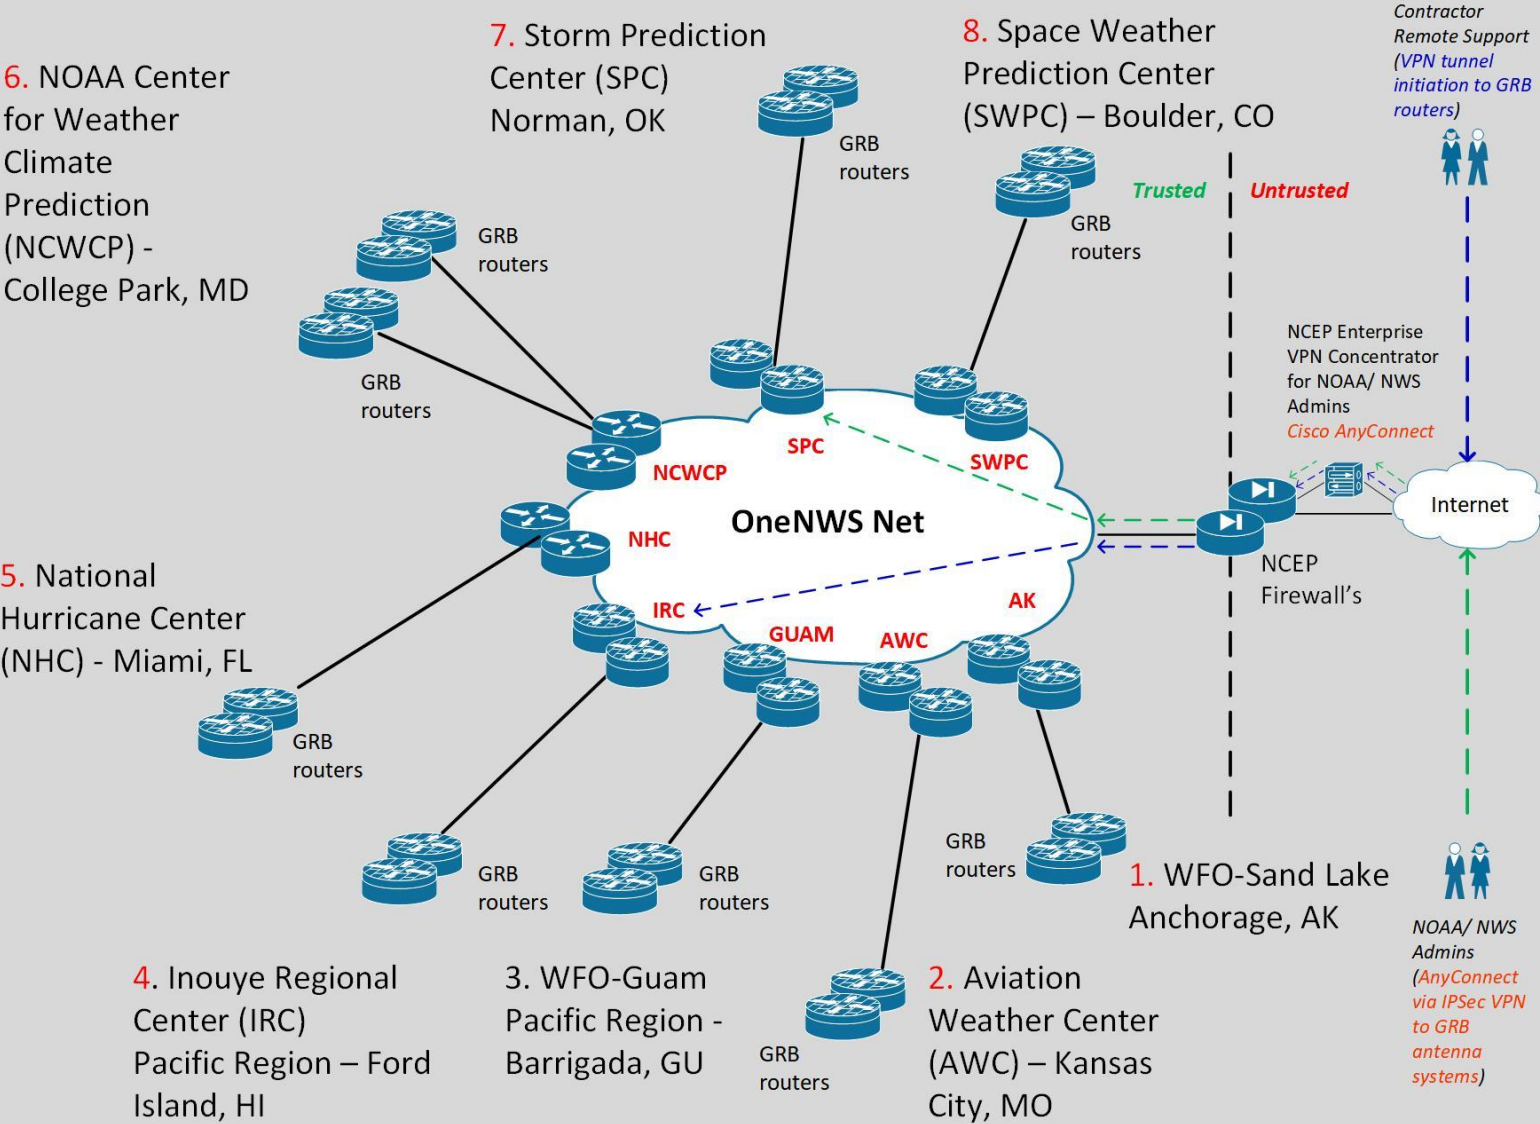 7. Storm Prediction
Center (SPC)
Norman, OK
8. Space Weather
Prediction Center
(SWPC) – Boulder, CO
Contractor
Remote Support
(VPN tunnel
initiation to GRB
routers)
6. NOAA Center
for Weather
Climate
Prediction
(NCWCP) -
College Park, MD
GRB
routers
GRB
routers
GRB
routers
GRB
routers
Trusted
Untrusted
NCEP Enterprise
VPN Concentrator
for NOAA/ NWS
Admins
Cisco AnyConnect
NCWCP
SPC
SWPC
OneNWS Net
Internet
NHC
IRC
GUAM
AWC
AK
NCEP
Firewall's
5. National
Hurricane Center
(NHC) - Miami, FL
GRB
routers
GRB
routers
GRB
routers
GRB
routers
GRB
routers
1. WFO-Sand Lake
Anchorage, AK
NOAA/ NWS
Admins
(AnyConnect
via IPSec VPN
to GRB
antenna
systems)
4. Inouye Regional
Center (IRC)
Pacific Region – Ford
Island, HI
3. WFO-Guam
Pacific Region -
Barrigada, GU
2. Aviation
Weather Center
(AWC) – Kansas
City, MO